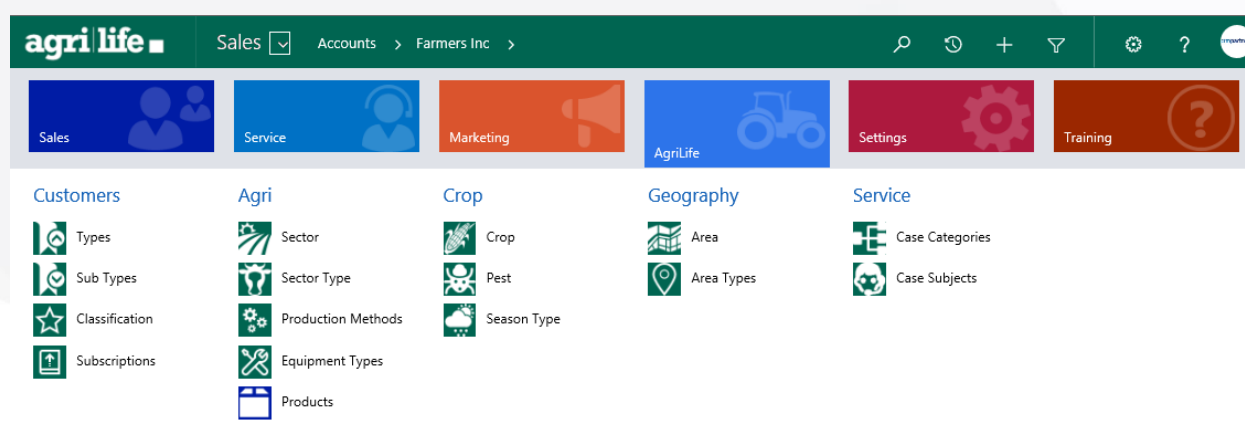 agri life
Sales Accounts > Farmers Inc > ?
Sales Service Marketing AgriLife Settings Training ?
Customers Agri Crop Geography Service
Types Sector Crop Area Case Categories
Sub Types Sector Type Pest Area Types Case Subjects
Classification Production Methods Season Type
Subscriptions Equipment Types
Products